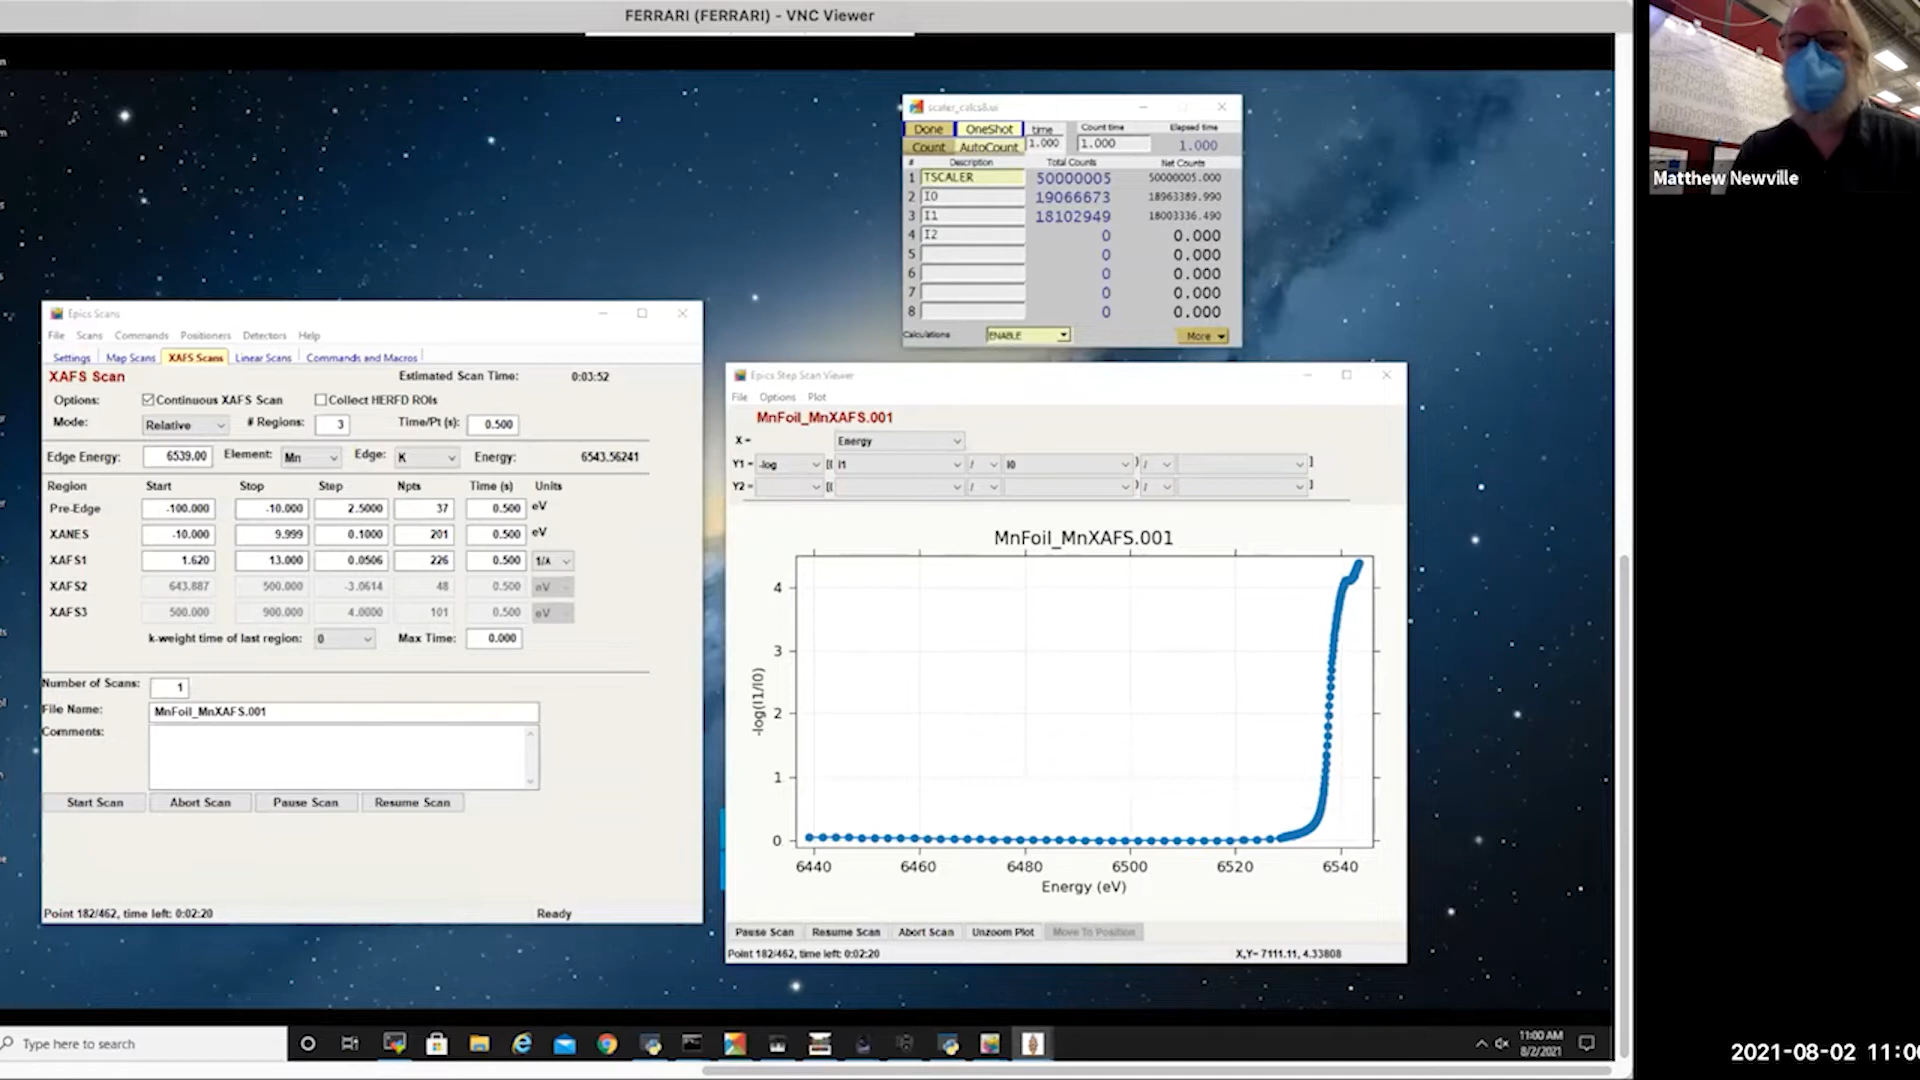 FERRARI (FERRARI) - VNC Viewer
Matthew Newville
scaler_calcs8.ui
Done OneShot time Count time Elapsed time
Count AutoCount 1.000 1.000 1.000
# Description Total Counts Net Counts
1 TSCALER 50000005 50000005.000
2 I0 19066673 18963389.990
3 I1 18102949 18003336.490
4 I2 0 0.000
5 0 0.000
6 0 0.000
7 0 0.000
8 0 0.000
Calculations ENABLE More
Epics Scans
File Scans Commands Positioners Detectors Help
Settings Map Scans XAFS Scans Linear Scans Commands and Macros
XAFS Scan Estimated Scan Time: 0:03:52
Options: Continuous XAFS Scan Collect HERFD ROIs
Mode: Relative # Regions: 3 Time/Pt (s): 0.500
Edge Energy: 6539.00 Element: Mn Edge: K Energy: 6543.56241
Region Start Stop Step Npts Time (s) Units
Pre-Edge -100.000 -10.000 2.5000 37 0.500 eV
XANES -10.000 9.999 0.1000 201 0.500 eV
XAFS1 1.620 13.000 0.0506 226 0.500 1/A
XAFS2 643.887 500.000 -3.0614 48 0.500 eV
XAFS3 500.000 900.000 4.0000 101 0.500 eV
k-weight time of last region: 0 Max Time: 0.000
Number of Scans: 1
File Name: MnFoil_MnXAFS.001
Comments:
Start Scan Abort Scan Pause Scan Resume Scan
Point 182/462, time left: 0:02:20 Ready
Epics Step Scan Viewer
File Options Plot
MnFoil_MnXAFS.001
X = Energy
Y1 = -log [( I1 / I0 ) / ]
Y2 = [( / ) / ]
MnFoil_MnXAFS.001
4
3
2
1
0
-log(I1/I0)
6440 6460 6480 6500 6520 6540
Energy (eV)
Pause Scan Resume Scan Abort Scan Unzoom Plot Move To Position
Point 182/462, time left: 0:02:20 X,Y= 7111.11, 4.33808
Type here to search
11:00 AM
8/2/2021
2021-08-02 11:0